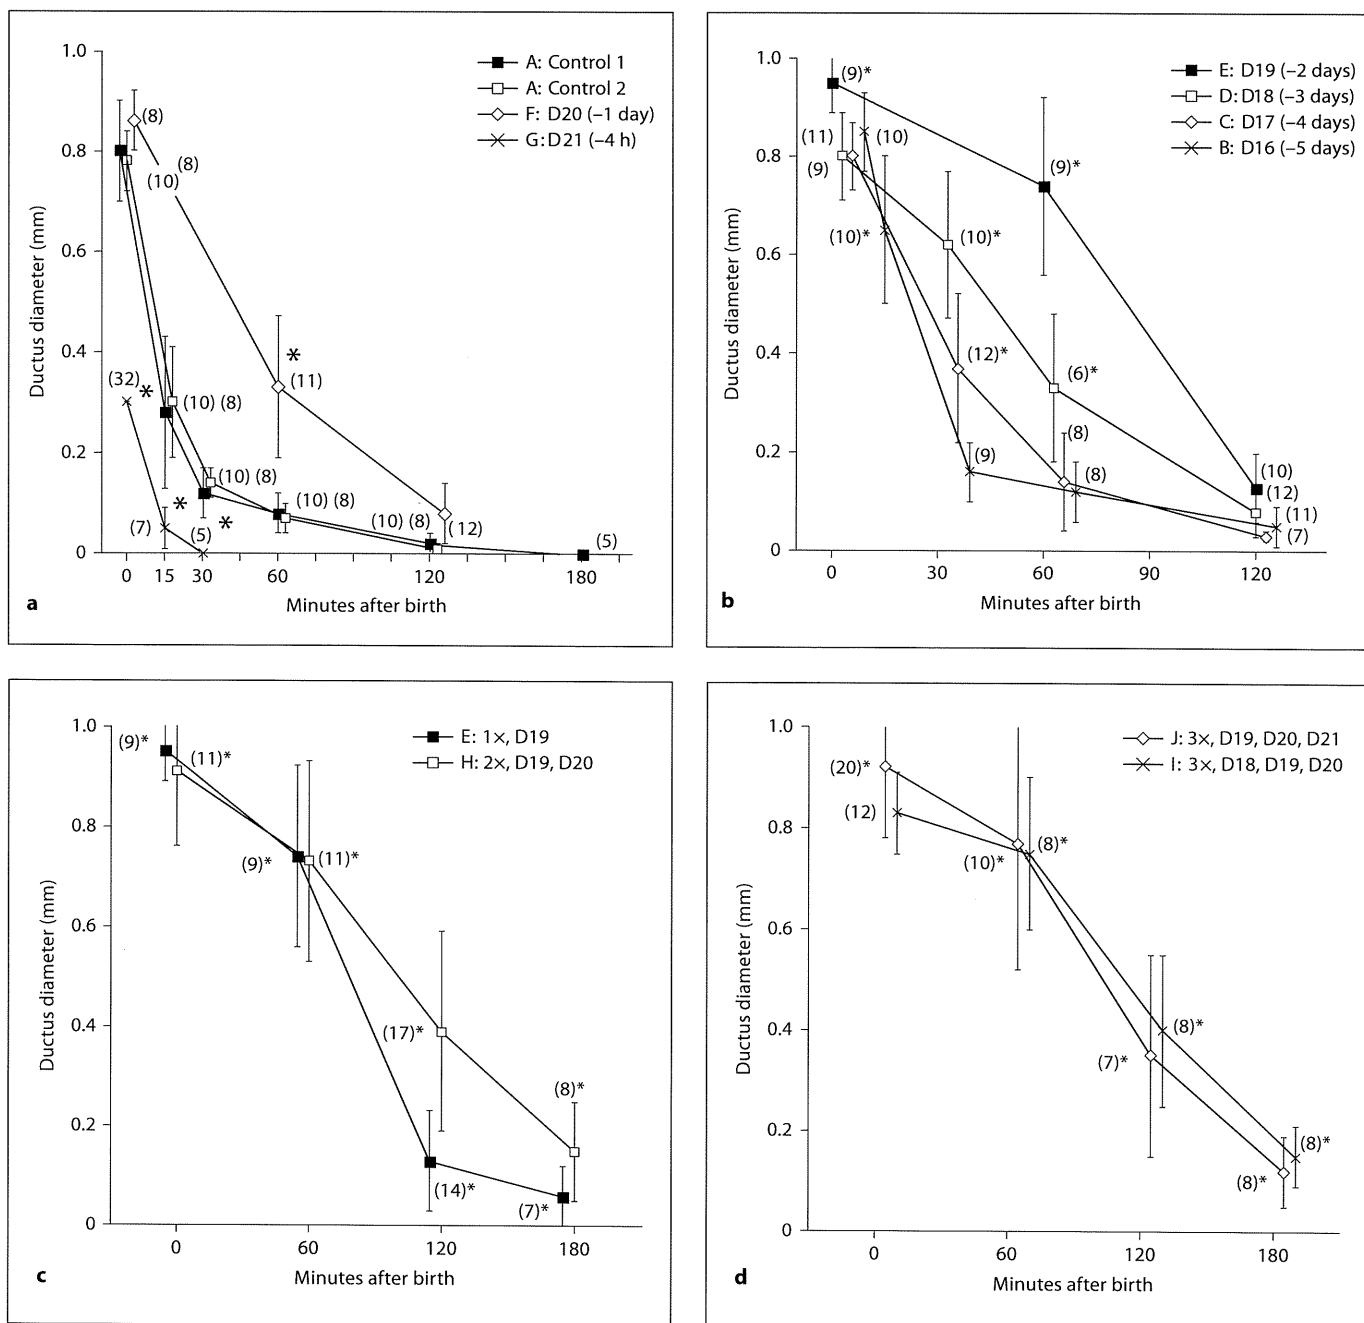 1.0
0.8
0.6
0.4
0.2
0
Ductus diameter (mm)
A: Control 1
A: Control 2
F: D20 (–1 day)
G:D21 (–4 h)
(8)
(8)
(10)
(32)
*
(10) (8)
*
(11)
(10) (8)
*
*
(10) (8)
(10) (8)
(12)
(7)
(5)
(5)
0 15 30 60 120 180
Minutes after birth
a
1.0
0.8
0.6
0.4
0.2
0
Ductus diameter (mm)
E: D19 (–2 days)
D: D18 (–3 days)
C: D17 (–4 days)
B: D16 (–5 days)
(9)*
(11)
(10)
(9)
(9)*
(10)*
(10)*
(12)*
(6)*
(9)
(8)
(8)
(10)
(12)
(11)
(7)
0 30 60 90 120
Minutes after birth
b
1.0
0.8
0.6
0.4
0.2
0
Ductus diameter (mm)
E: 1×, D19
H: 2×, D19, D20
(9)*
(11)*
(9)*
(11)*
(17)*
(8)*
(14)*
(7)*
0 60 120 180
Minutes after birth
c
1.0
0.8
0.6
0.4
0.2
0
Ductus diameter (mm)
J: 3×, D19, D20, D21
I: 3×, D18, D19, D20
(20)*
(12)
(10)*
(8)*
(8)*
(7)*
(8)*
(8)*
0 60 120 180
Minutes after birth
d